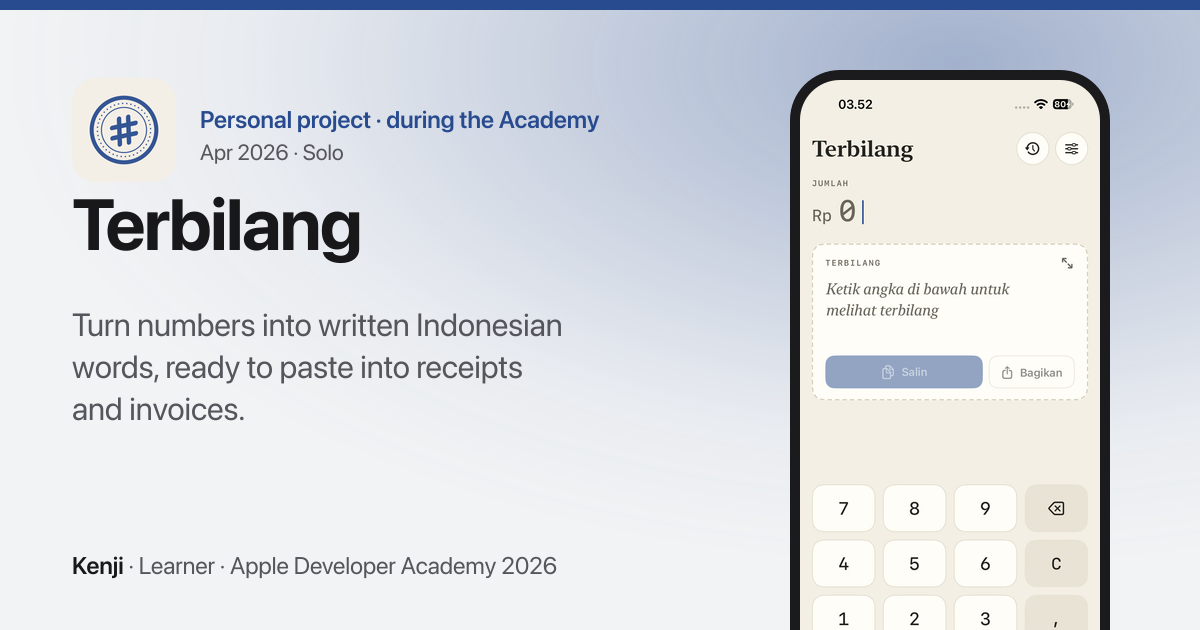 Personal project · during the Academy
Apr 2026 · Solo
Terbilang
Turn numbers into written Indonesian
words, ready to paste into receipts
and invoices.
Kenji · Learner · Apple Developer Academy 2026
03.52
80+
Terbilang
JUMLAH
Rp 0
TERBILANG
Ketik angka di bawah untuk
melihat terbilang
Salin
Bagikan
7 8 9
4 5 6 C
1 2 3 ,